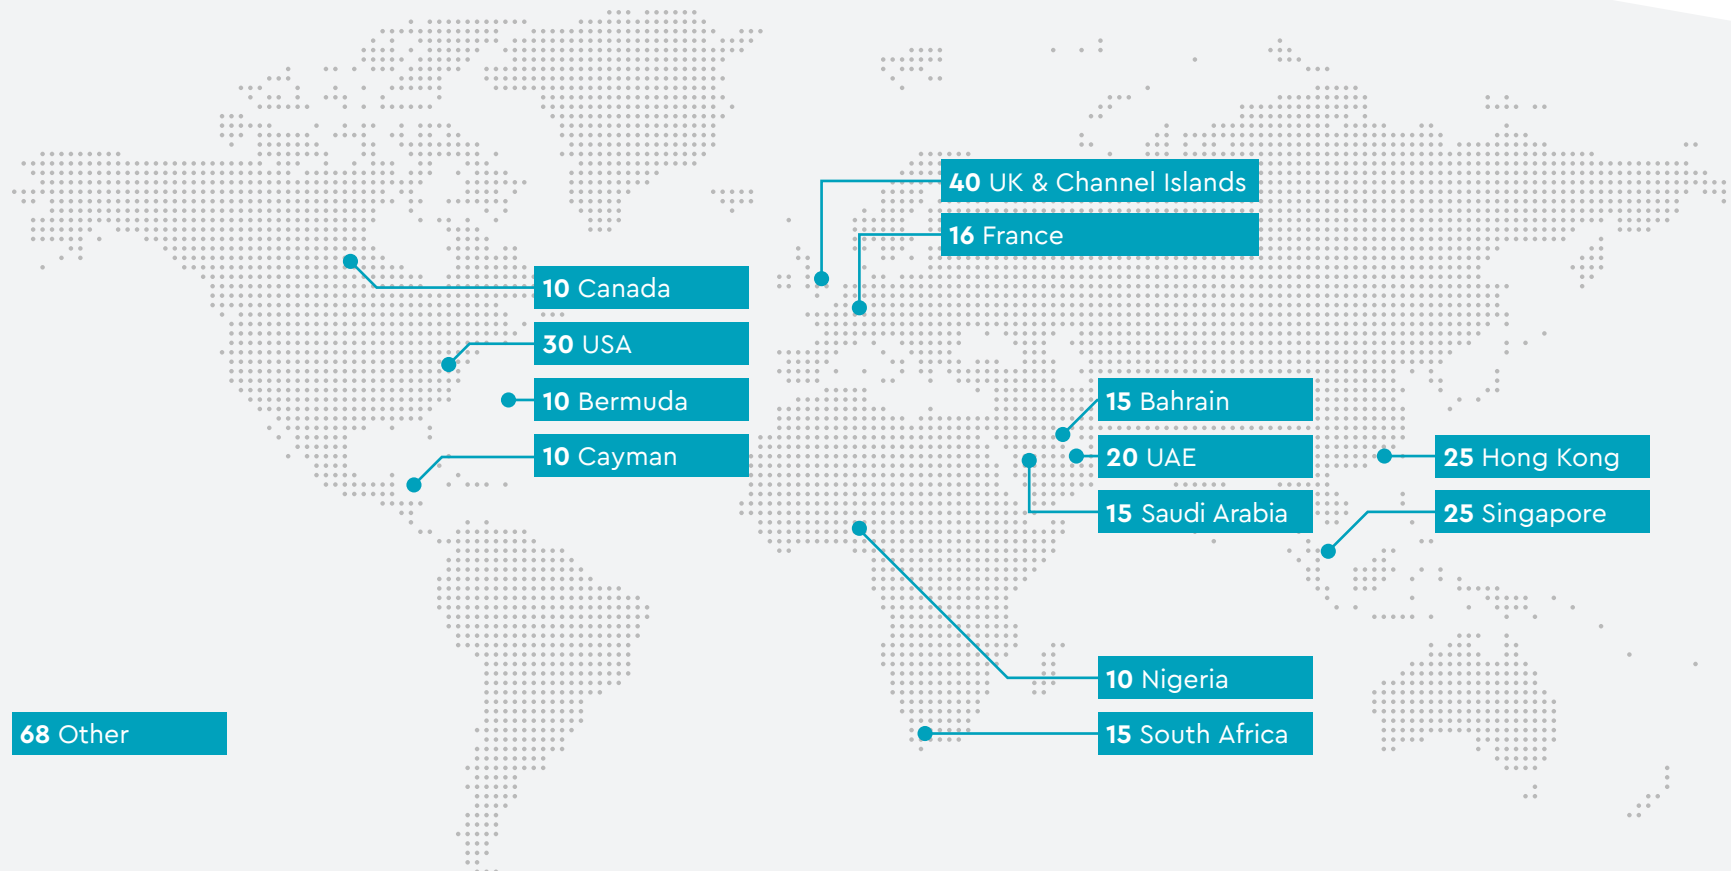 40 UK & Channel Islands
16 France
10 Canada
30 USA
10 Bermuda
10 Cayman
15 Bahrain
20 UAE
15 Saudi Arabia
25 Hong Kong
25 Singapore
10 Nigeria
15 South Africa
68 Other